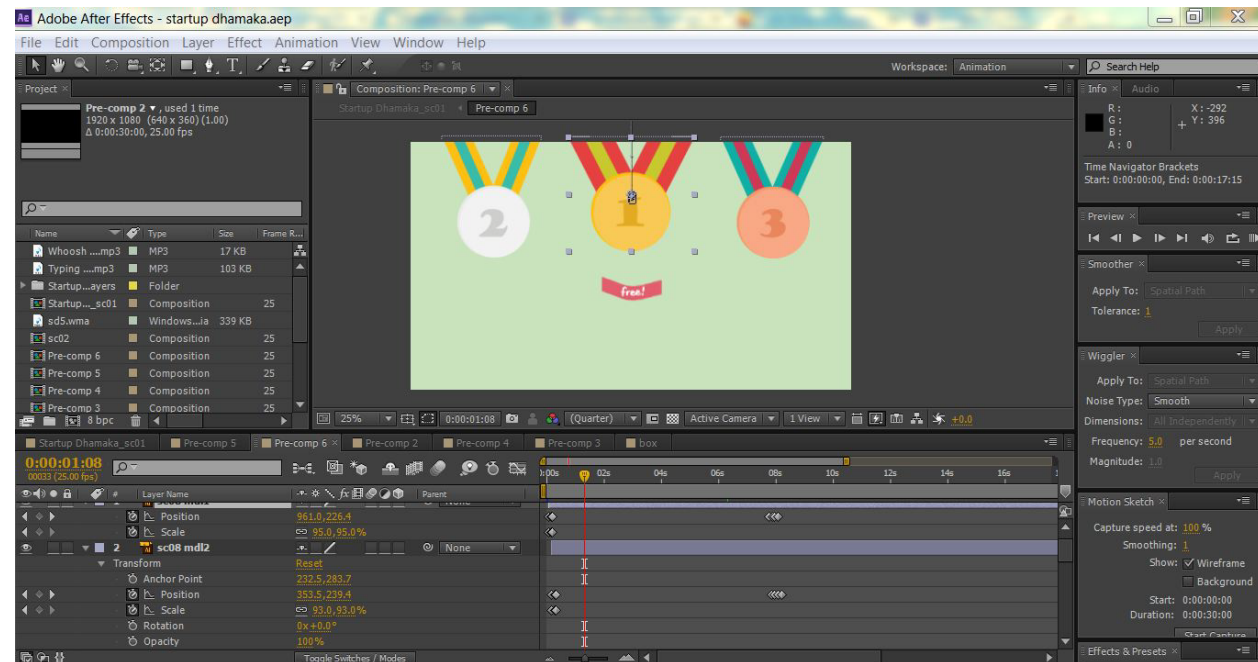 Ae Adobe After Effects - startup dhamaka.aep
File Edit Composition Layer Effect Animation View Window Help
Workspace: Animation
Search Help
Project
Pre-comp 2 ▼, used 1 time
1920 x 1080 (640 x 360) (1.00)
Δ 0:00:30:00, 25.00 fps
Name Type Size Frame R...
Whoosh ....mp3 MP3 17 KB
Typing ....mp3 MP3 103 KB
Startup...ayers Folder
Startup..._sc01 Composition 25
sd5.wma Windows...ia 339 KB
sc02 Composition 25
Pre-comp 6 Composition 25
Pre-comp 5 Composition 25
Pre-comp 4 Composition 25
Pre-comp 3 Composition 25
8 bpc
Composition: Pre-comp 6
Startup Dhamaka_sc01 Pre-comp 6
2 1 3
free!
25% 0:00:01:08 (Quarter) Active Camera 1 View +0.0
Info Audio
R: X: -292
G: + Y: 396
B:
A: 0
Time Navigator Brackets
Start: 0:00:00:00, End: 0:00:17:15
Preview
Smoother
Apply To: Spatial Path
Tolerance: 1
Apply
Wiggler
Apply To: Spatial Path
Noise Type: Smooth
Dimensions: All Independently
Frequency: 5.0 per second
Magnitude: 1.0
Apply
Motion Sketch
Capture speed at: 100 %
Smoothing: 1
Show: Wireframe
Background
Start: 0:00:00:00
Duration: 0:00:30:00
Start Capture
Effects & Presets
Startup Dhamaka_sc01 Pre-comp 5 Pre-comp 6 Pre-comp 2 Pre-comp 4 Pre-comp 3 box
0:00:01:08
00033 (25.00 fps)
:00s 02s 04s 06s 08s 10s 12s 14s 16s
# Layer Name Parent
Position 961.0,226.4
Scale 95.0,95.0%
2 sc08 mdl2 None
Transform Reset
Anchor Point 232.5,283.7
Position 353.5,239.4
Scale 93.0,93.0%
Rotation 0x+0.0°
Opacity 100%
Toggle Switches / Modes